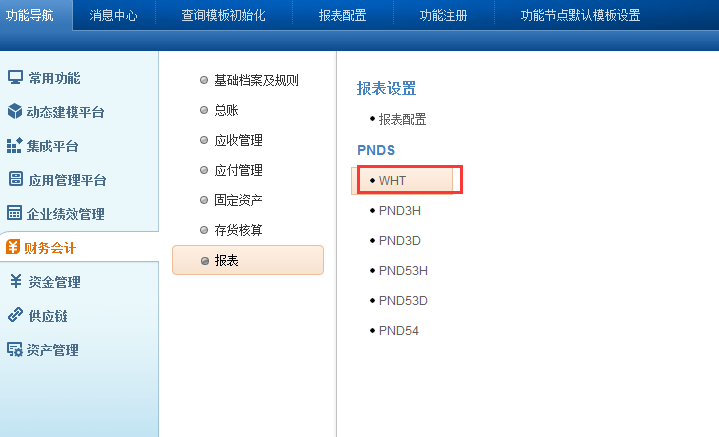 功能导航
消息中心
查询模板初始化
报表配置
功能注册
功能节点默认模板设置
常用功能
动态建模平台
集成平台
应用管理平台
企业绩效管理
财务会计
资金管理
供应链
资产管理
基础档案及规则
总账
应收管理
应付管理
固定资产
存货核算
报表
报表设置
报表配置
PNDS
WHT
PND3H
PND3D
PND53H
PND53D
PND54